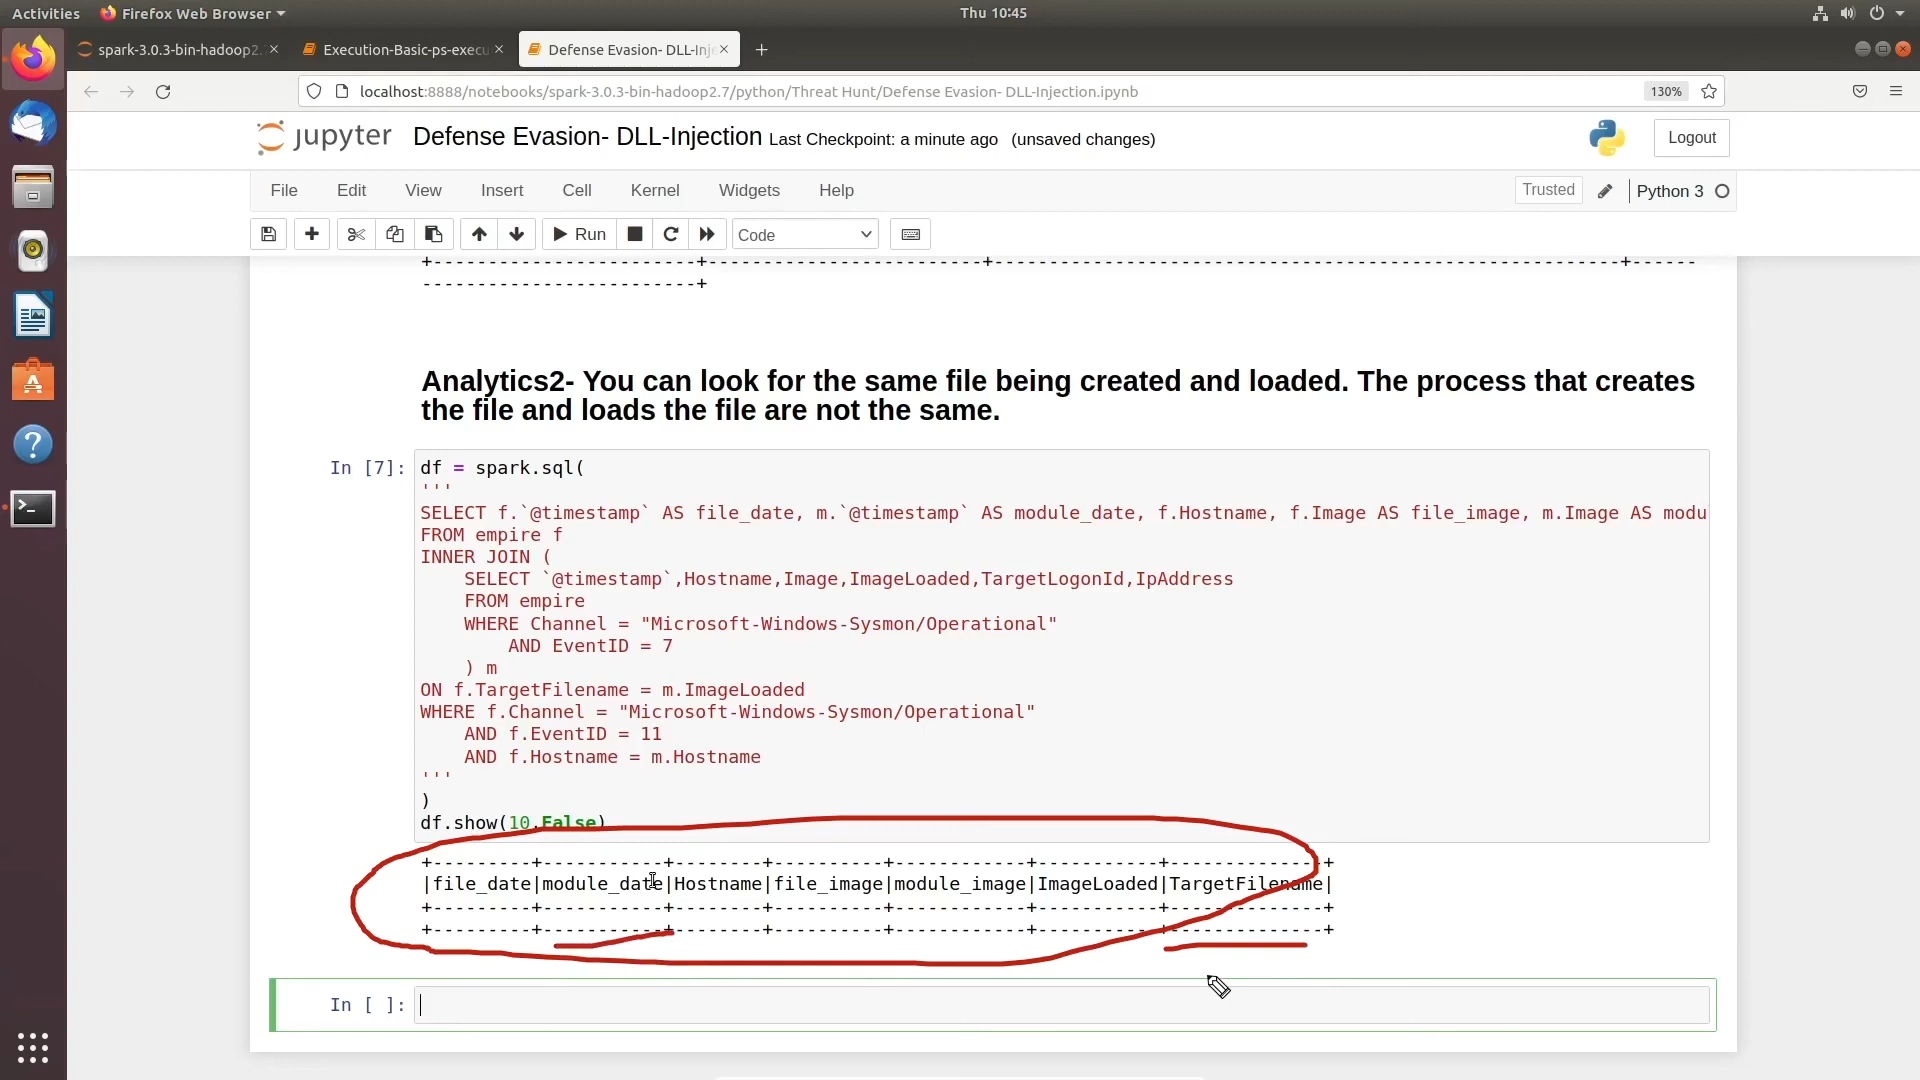 Activities Firefox Web Browser Thu 10:45
spark-3.0.3-bin-hadoop2. Execution-Basic-ps-execu Defense Evasion- DLL-Inje
localhost:8888/notebooks/spark-3.0.3-bin-hadoop2.7/python/Threat Hunt/Defense Evasion- DLL-Injection.ipynb 130%
jupyter Defense Evasion- DLL-Injection Last Checkpoint: a minute ago (unsaved changes) Logout
File Edit View Insert Cell Kernel Widgets Help Trusted Python 3
Run Code
+------------------------+------------------------+--------------------------------------------------------+------
------------------------+
Analytics2- You can look for the same file being created and loaded. The process that creates
the file and loads the file are not the same.
In [7]: df = spark.sql(
'''
SELECT f.`@timestamp` AS file_date, m.`@timestamp` AS module_date, f.Hostname, f.Image AS file_image, m.Image AS modu
FROM empire f
INNER JOIN (
SELECT `@timestamp`,Hostname,Image,ImageLoaded,TargetLogonId,IpAddress
FROM empire
WHERE Channel = "Microsoft-Windows-Sysmon/Operational"
AND EventID = 7
) m
ON f.TargetFilename = m.ImageLoaded
WHERE f.Channel = "Microsoft-Windows-Sysmon/Operational"
AND f.EventID = 11
AND f.Hostname = m.Hostname
'''
)
df.show(10,False)
+---------+-----------+--------+----------+------------+-----------+--------------+
|file_date|module_date|Hostname|file_image|module_image|ImageLoaded|TargetFilename|
+---------+-----------+--------+----------+------------+-----------+--------------+
+---------+-----------+--------+----------+------------+-----------+--------------+
In [ ]: